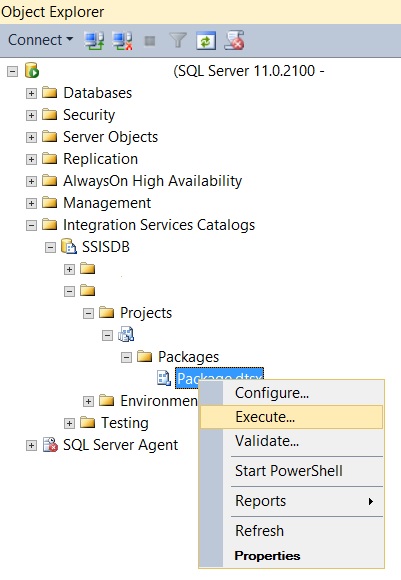 Object Explorer
Connect
(SQL Server 11.0.2100 -
Databases
Security
Server Objects
Replication
AlwaysOn High Availability
Management
Integration Services Catalogs
SSISDB
Projects
Packages
Package.dtsx
Configure...
Environmen
Execute...
Testing
Validate...
SQL Server Agent
Start PowerShell
Reports
Refresh
Properties